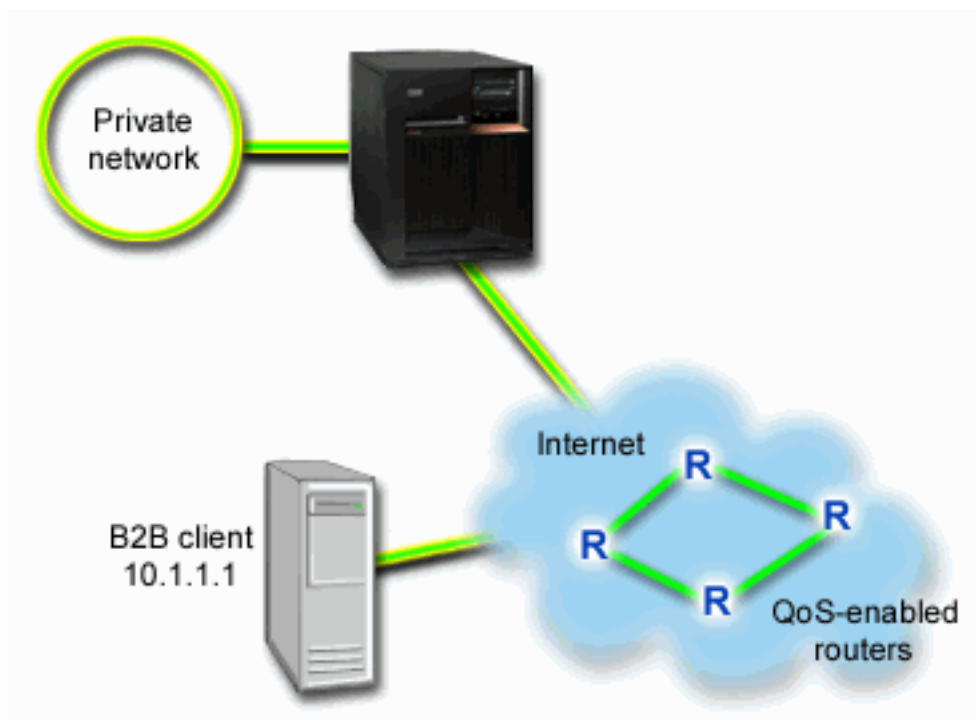 Private
network
Internet
R
R
R
R
B2B client
10.1.1.1
QoS-enabled
routers